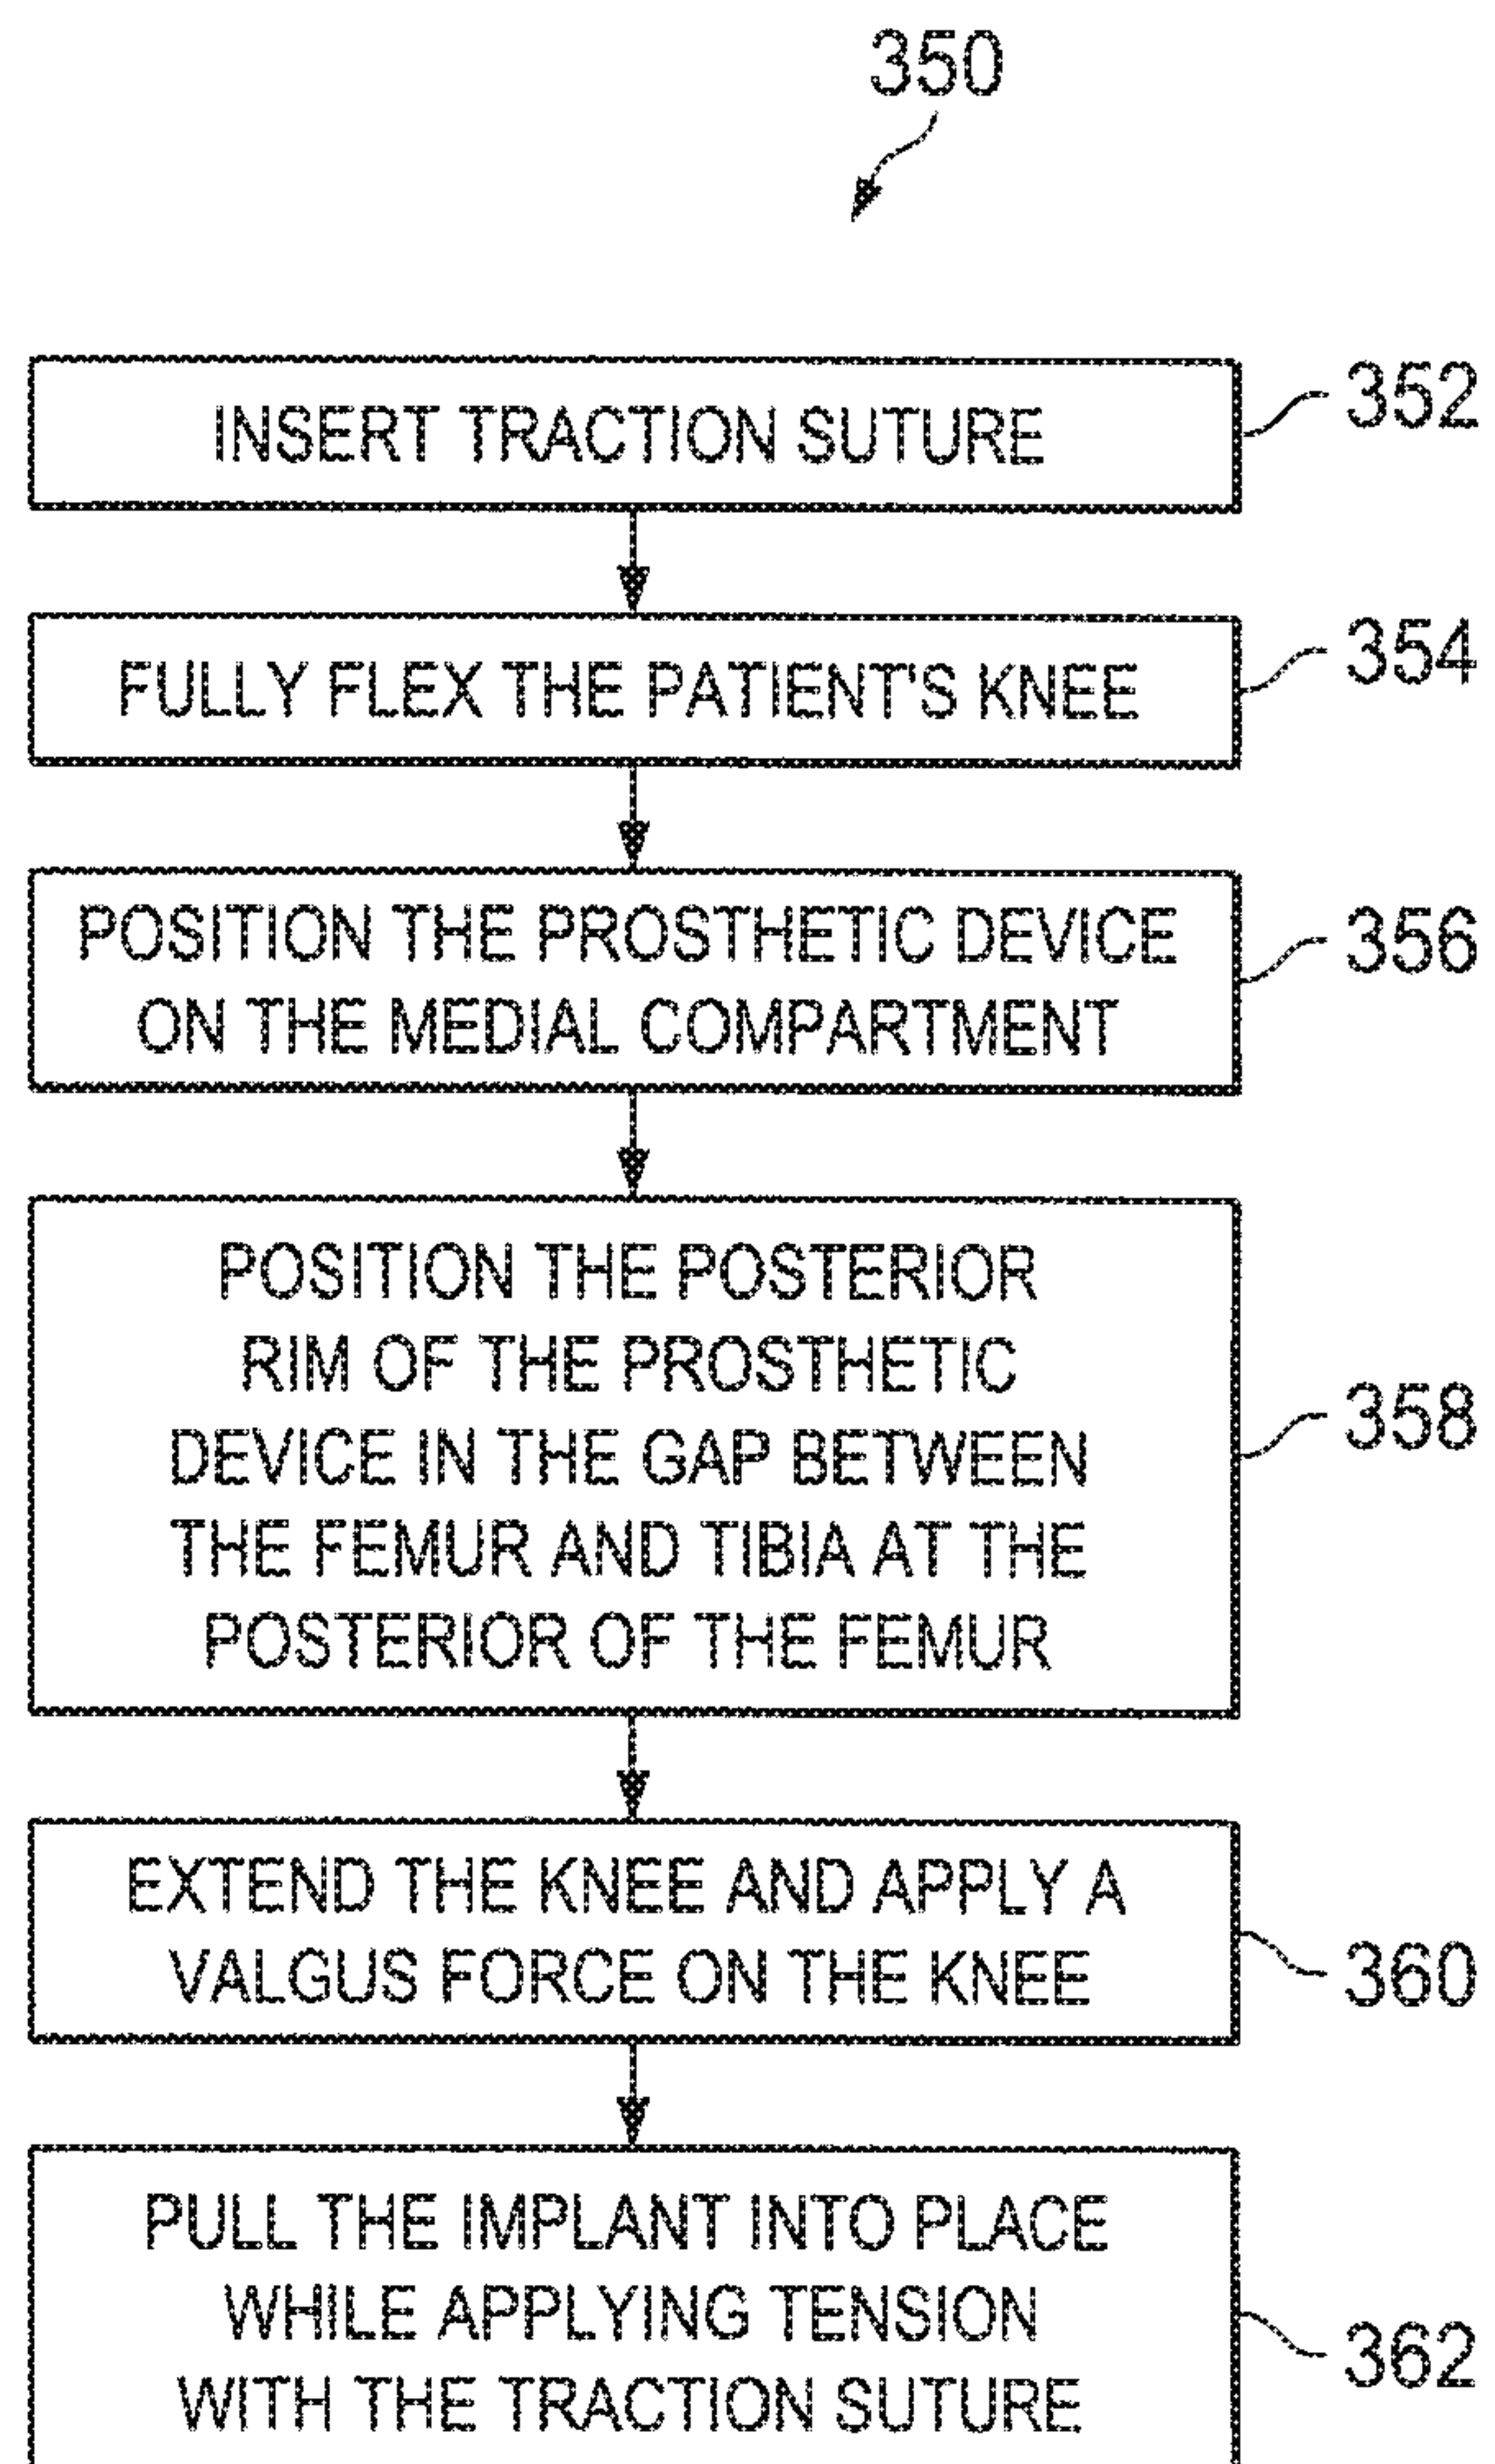 350
INSERT TRACTION SUTURE
352
FULLY FLEX THE PATIENT'S KNEE
354
POSITION THE PROSTHETIC DEVICE
ON THE MEDIAL COMPARTMENT
356
POSITION THE POSTERIOR
RIM OF THE PROSTHETIC
DEVICE IN THE GAP BETWEEN
THE FEMUR AND TIBIA AT THE
POSTERIOR OF THE FEMUR
358
EXTEND THE KNEE AND APPLY A
VALGUS FORCE ON THE KNEE
360
PULL THE IMPLANT INTO PLACE
WHILE APPLYING TENSION
WITH THE TRACTION SUTURE
362